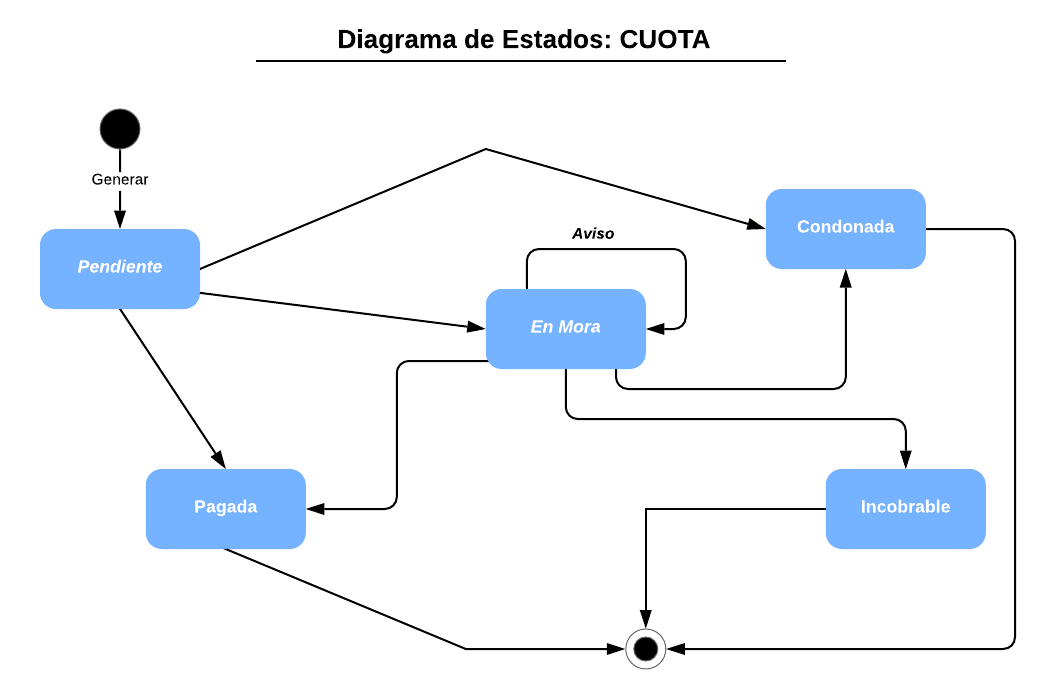 Diagrama de Estados: CUOTA
Generar
Pendiente
Condonada
Aviso
En Mora
Pagada
Incobrable